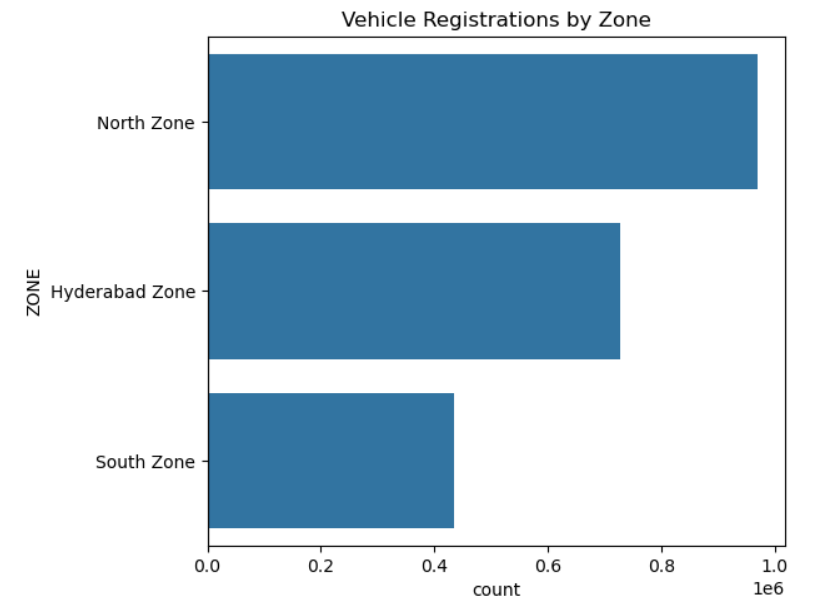 Vehicle Registrations by Zone
North Zone
Hyderabad Zone
South Zone
ZONE
0.0 0.2 0.4 0.6 0.8 1.0
count
1e6